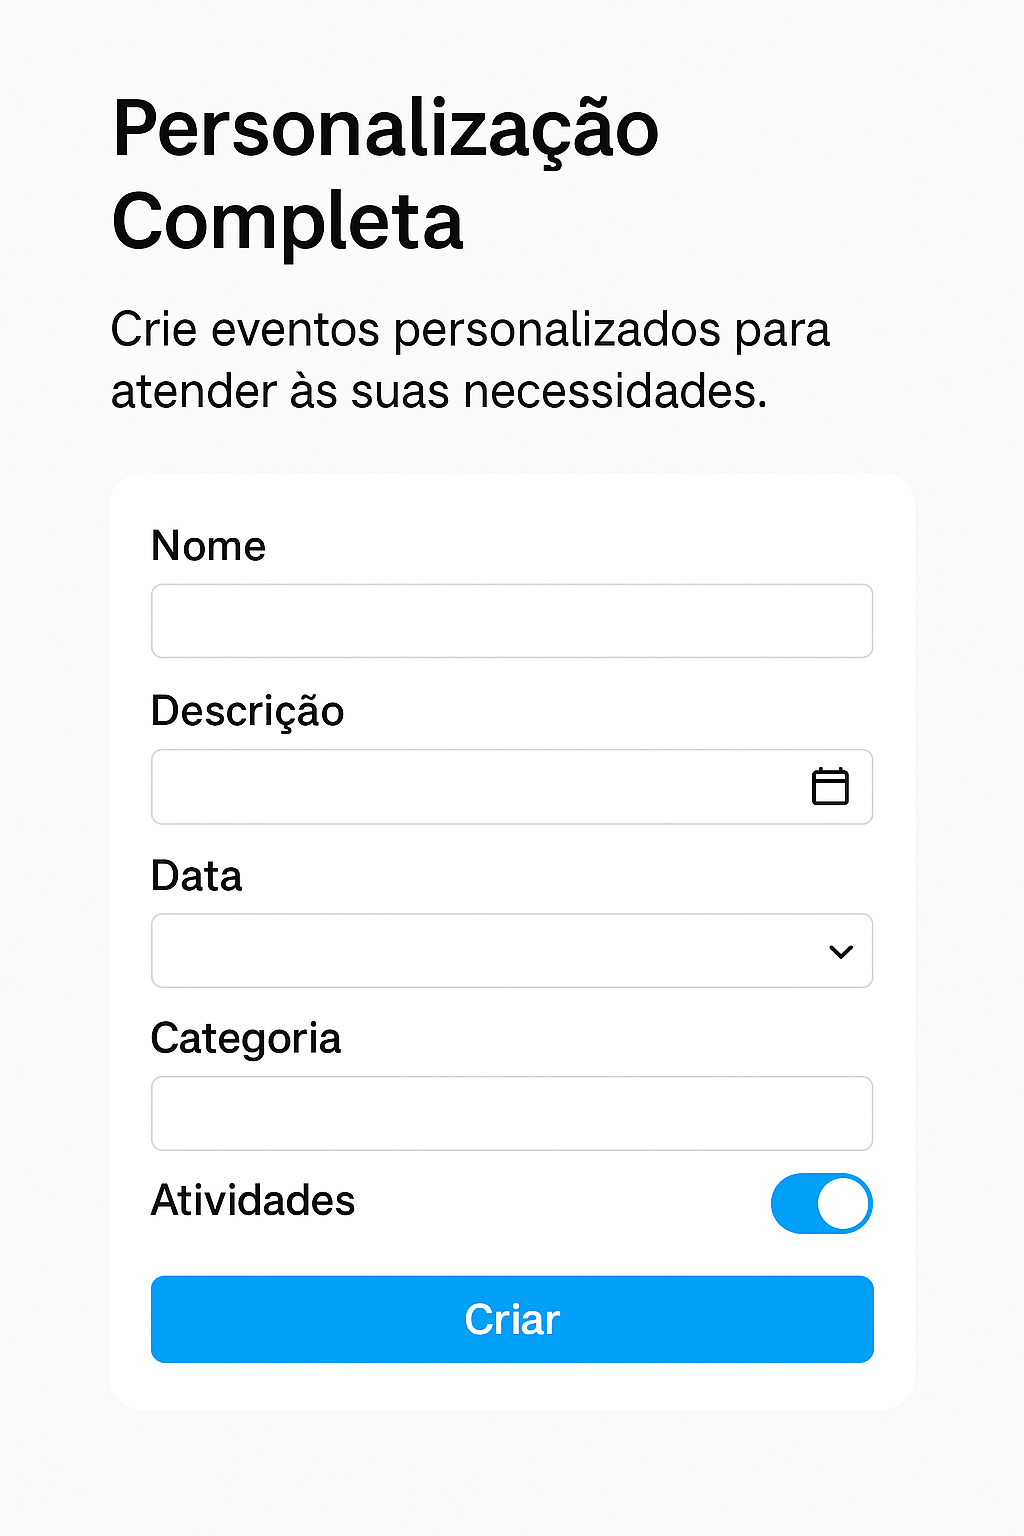 Personalização
Completa
Crie eventos personalizados para
atender às suas necessidades.
Nome
Descrição
Data
Categoria
Atividades
Criar